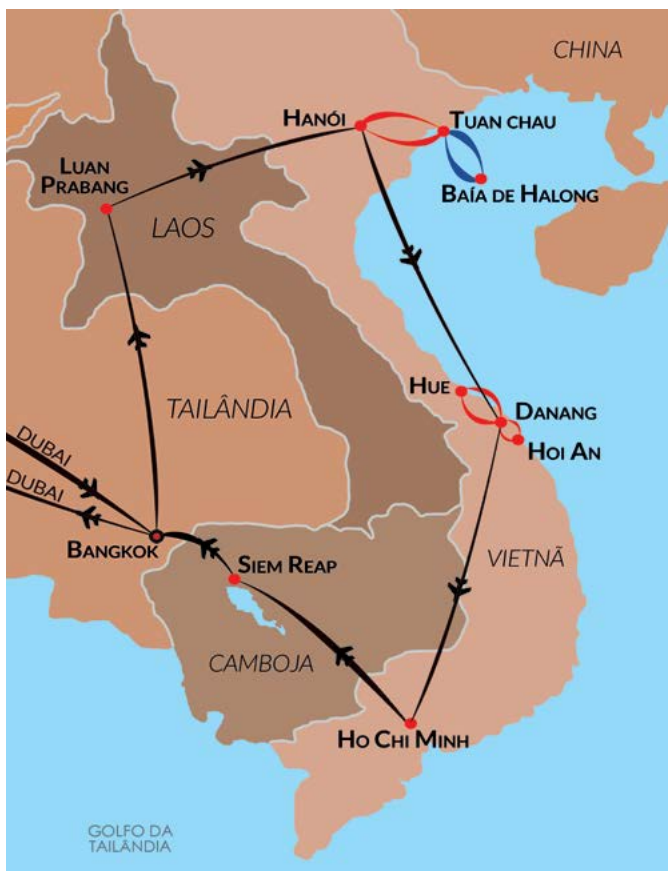 CHINA
HANÓI
TUAN CHAU
LUAN
PRABANG
BAÍA DE HALONG
LAOS
HUE
TAILÂNDIA
DANANG
HOI AN
DUBAI
DUBAI
BANGKOK
SIEM REAP
VIETNÃ
CAMBOJA
HO CHI MINH
GOLFO DA
TAILÂNDIA